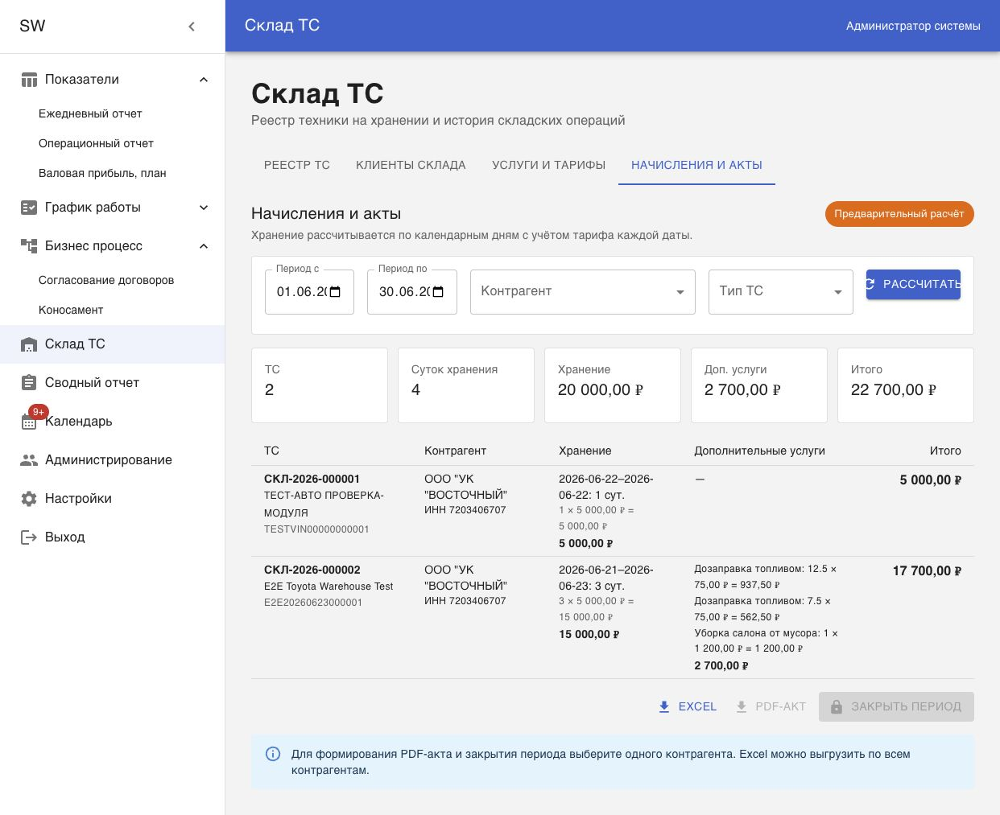 SW
Склад ТС
Администратор системы
Показатели
Ежедневный отчет
Операционный отчет
Валовая прибыль, план
График работы
Бизнес процесс
Согласование договоров
Коносамент
Склад ТС
Сводный отчет
9+
Календарь
Администрирование
Настройки
Выход
Склад ТС
Реестр техники на хранении и история складских операций
РЕЕСТР ТС КЛИЕНТЫ СКЛАДА УСЛУГИ И ТАРИФЫ НАЧИСЛЕНИЯ И АКТЫ
Начисления и акты
Предварительный расчёт
Хранение рассчитывается по календарным дням с учётом тарифа каждой даты.
Период с
01.06.20
Период по
30.06.20
Контрагент
Тип ТС
РАССЧИТАТЬ
ТС
2
Суток хранения
4
Хранение
20 000,00 ₽
Доп. услуги
2 700,00 ₽
Итого
22 700,00 ₽
ТС Контрагент Хранение Дополнительные услуги Итого
СКЛ-2026-000001
ТЕСТ-АВТО ПРОВЕРКА-
МОДУЛЯ
TESTVIN00000000001
ООО "УК
"ВОСТОЧНЫЙ"
ИНН 7203406707
2026-06-22–2026-
06-22: 1 сут.
1 × 5 000,00 ₽ =
5 000,00 ₽
5 000,00 ₽
—
5 000,00 ₽
СКЛ-2026-000002
E2E Toyota Warehouse Test
E2E20260623000001
ООО "УК
"ВОСТОЧНЫЙ"
ИНН 7203406707
2026-06-21–2026-
06-23: 3 сут.
3 × 5 000,00 ₽ =
15 000,00 ₽
15 000,00 ₽
Дозаправка топливом: 12.5 ×
75,00 ₽ = 937,50 ₽
Дозаправка топливом: 7.5 ×
75,00 ₽ = 562,50 ₽
Уборка салона от мусора: 1 ×
1 200,00 ₽ = 1 200,00 ₽
2 700,00 ₽
17 700,00 ₽
EXCEL PDF-АКТ ЗАКРЫТЬ ПЕРИОД
Для формирования PDF-акта и закрытия периода выберите одного контрагента. Excel можно выгрузить по всем
контрагентам.